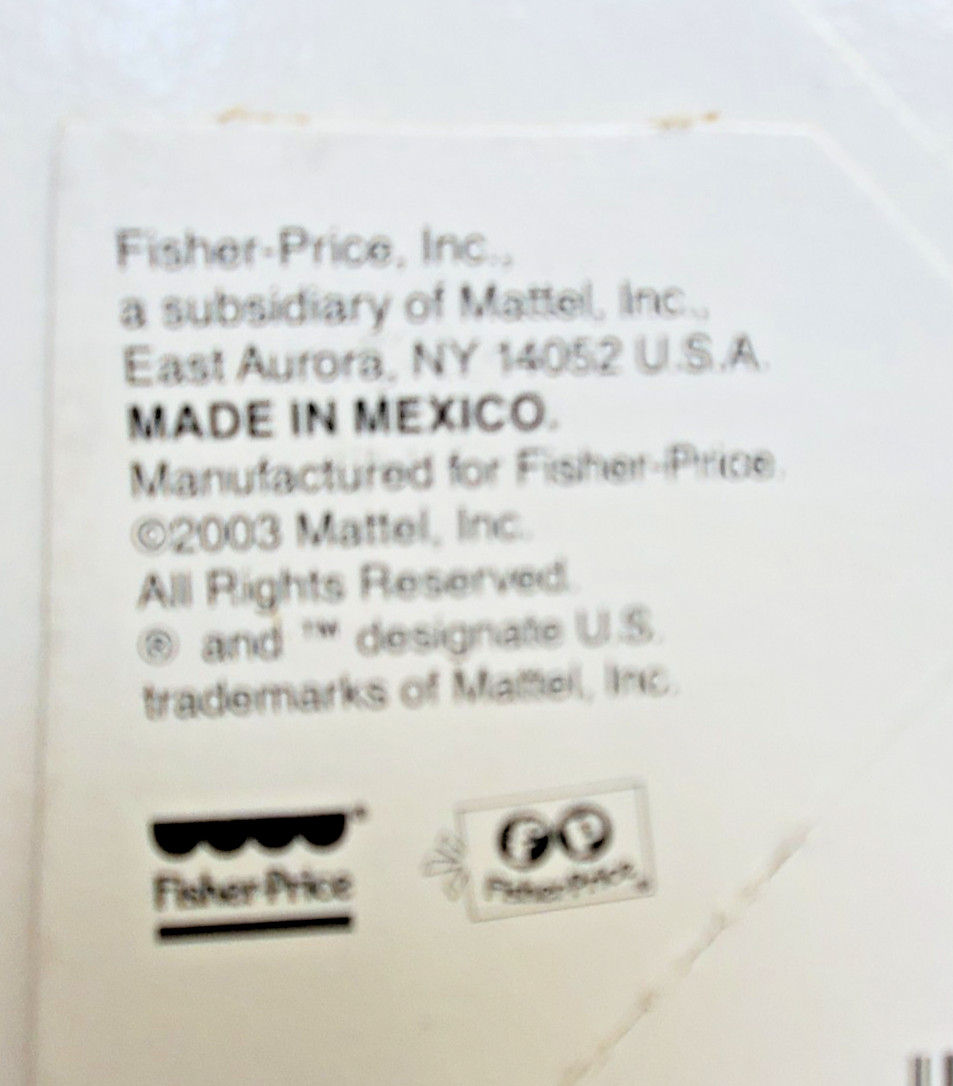 Fisher-Price, Inc.,
a subsidiary of Mattel, Inc.,
East Aurora, NY 14052 U.S.A.
MADE IN MEXICO.
Manufactured for Fisher-Price.
©2003 Mattel, Inc.
All Rights Reserved.
® and ™ designate U.S.
trademarks of Mattel, Inc.
Fisher-Price
Fisher-Price